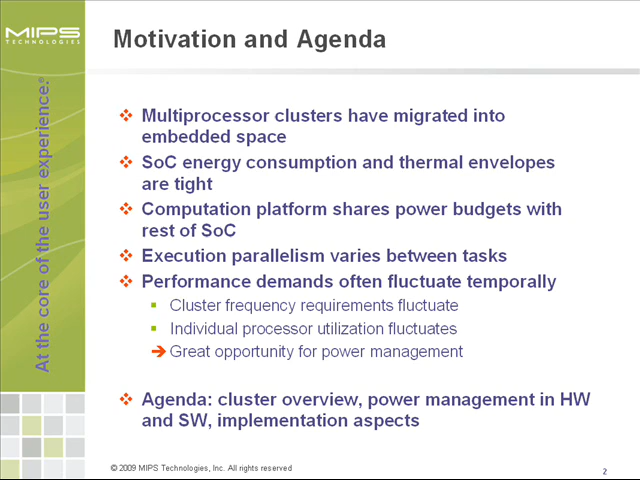 MIPS
TECHNOLOGIES
At the core of the user experience.®
Motivation and Agenda
Multiprocessor clusters have migrated into
embedded space
SoC energy consumption and thermal envelopes
are tight
Computation platform shares power budgets with
rest of SoC
Execution parallelism varies between tasks
Performance demands often fluctuate temporally
Cluster frequency requirements fluctuate
Individual processor utilization fluctuates
Great opportunity for power management
Agenda: cluster overview, power management in HW
and SW, implementation aspects
© 2009 MIPS Technologies, Inc. All rights reserved
2